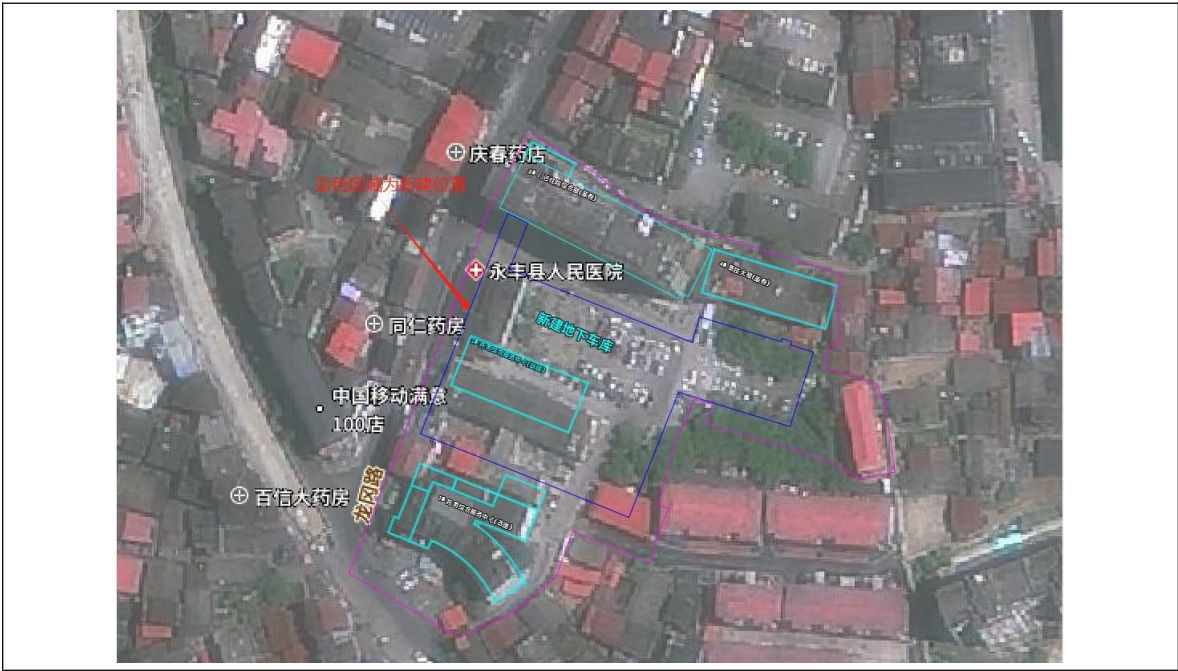 庆春药店
蓝色区域为新建位置
永丰县人民医院
同仁药房
新建地下车库
中国移动满意
100店
百信大药房
龙冈路